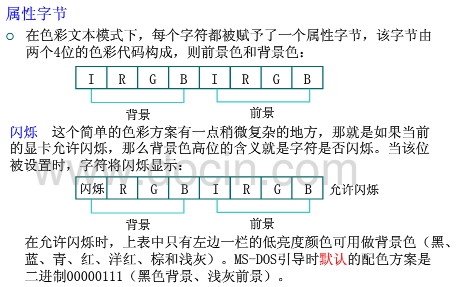 属性字节
在色彩文本模式下，每个字符都被赋予了一个属性字节，该字节由
两个4位的色彩代码构成，则前景色和背景色：
I R G B I R G B
背景 前景
闪烁 这个简单的色彩方案有一点稍微复杂的地方，那就是如果当前
的显卡允许闪烁，那么背景色高位的含义就是字符是否闪烁。当该位
被设置时，字符将闪烁显示：
www.docin.com
闪烁 R G B I R G B 允许闪烁
背景 前景
在允许闪烁时，上表中只有左边一栏的低亮度颜色可用做背景色（黑、
蓝、青、红、洋红、棕和浅灰）。MS-DOS引导时默认的配色方案是
二进制00000111（黑色背景、浅灰前景）。